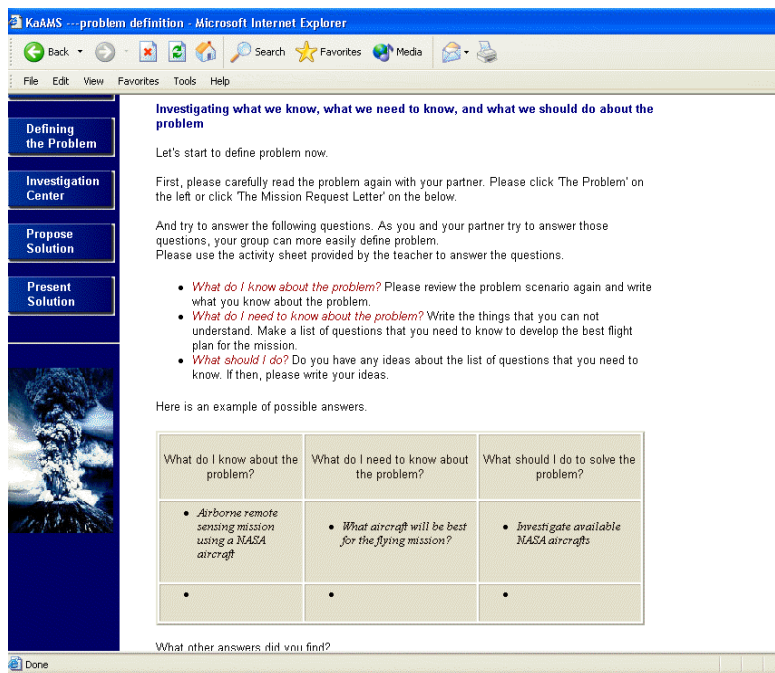 KaAMS ---problem definition - Microsoft Internet Explorer
Back Search Favorites Media
File Edit View Favorites Tools Help
Defining
the Problem
Investigation
Center
Propose
Solution
Present
Solution
Investigating what we know, what we need to know, and what we should do about the
problem
Let's start to define problem now.
First, please carefully read the problem again with your partner. Please click 'The Problem' on
the left or click 'The Mission Request Letter' on the below.
And try to answer the following questions. As you and your partner try to answer those
questions, your group can more easily define problem.
Please use the activity sheet provided by the teacher to answer the questions.
• What do I know about the problem? Please review the problem scenario again and write
what you know about the problem.
• What do I need to know about the problem? Write the things that you can not
understand. Make a list of questions that you need to know to develop the best flight
plan for the mission.
• What should I do? Do you have any ideas about the list of questions that you need to
know. If then, please write your ideas.
Here is an example of possible answers.
What do I know about the
problem?
What do I need to know about
the problem?
What should I do to solve the
problem?
• Airborne remote
sensing mission
using a NASA
aircraft
• What aircraft will be best
for the flying mission?
• Investigate available
NASA aircrafts
What other answers did you find?
Done